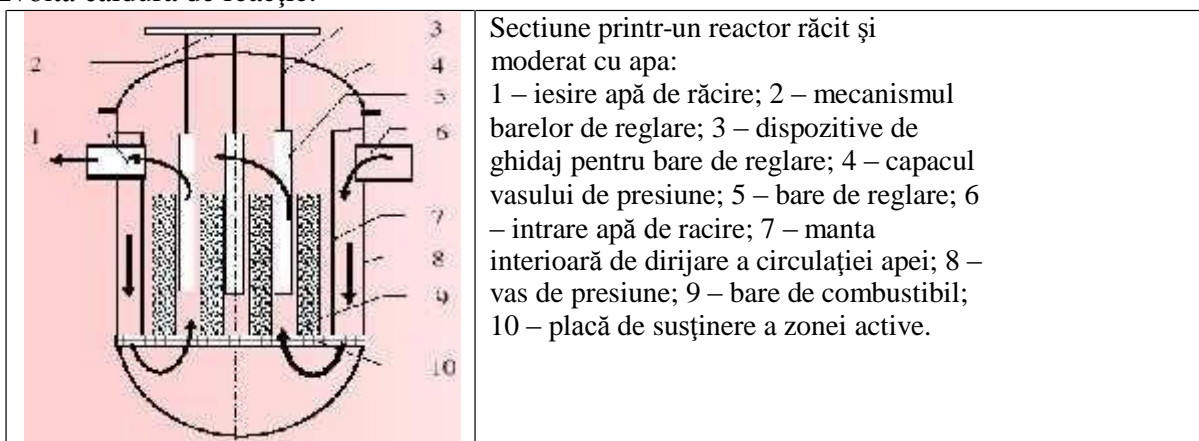 căldură de reacţie.
Sectiune printr-un reactor răcit şi
moderat cu apa:
1 – iesire apă de răcire; 2 – mecanismul
barelor de reglare; 3 – dispozitive de
ghidaj pentru bare de reglare; 4 – capacul
vasului de presiune; 5 – bare de reglare; 6
– intrare apă de racire; 7 – manta
interioară de dirijare a circulaţiei apei; 8 –
vas de presiune; 9 – bare de combustibil;
10 – placă de susţinere a zonei active.
2
1
3
4
5
6
7
8
9
10